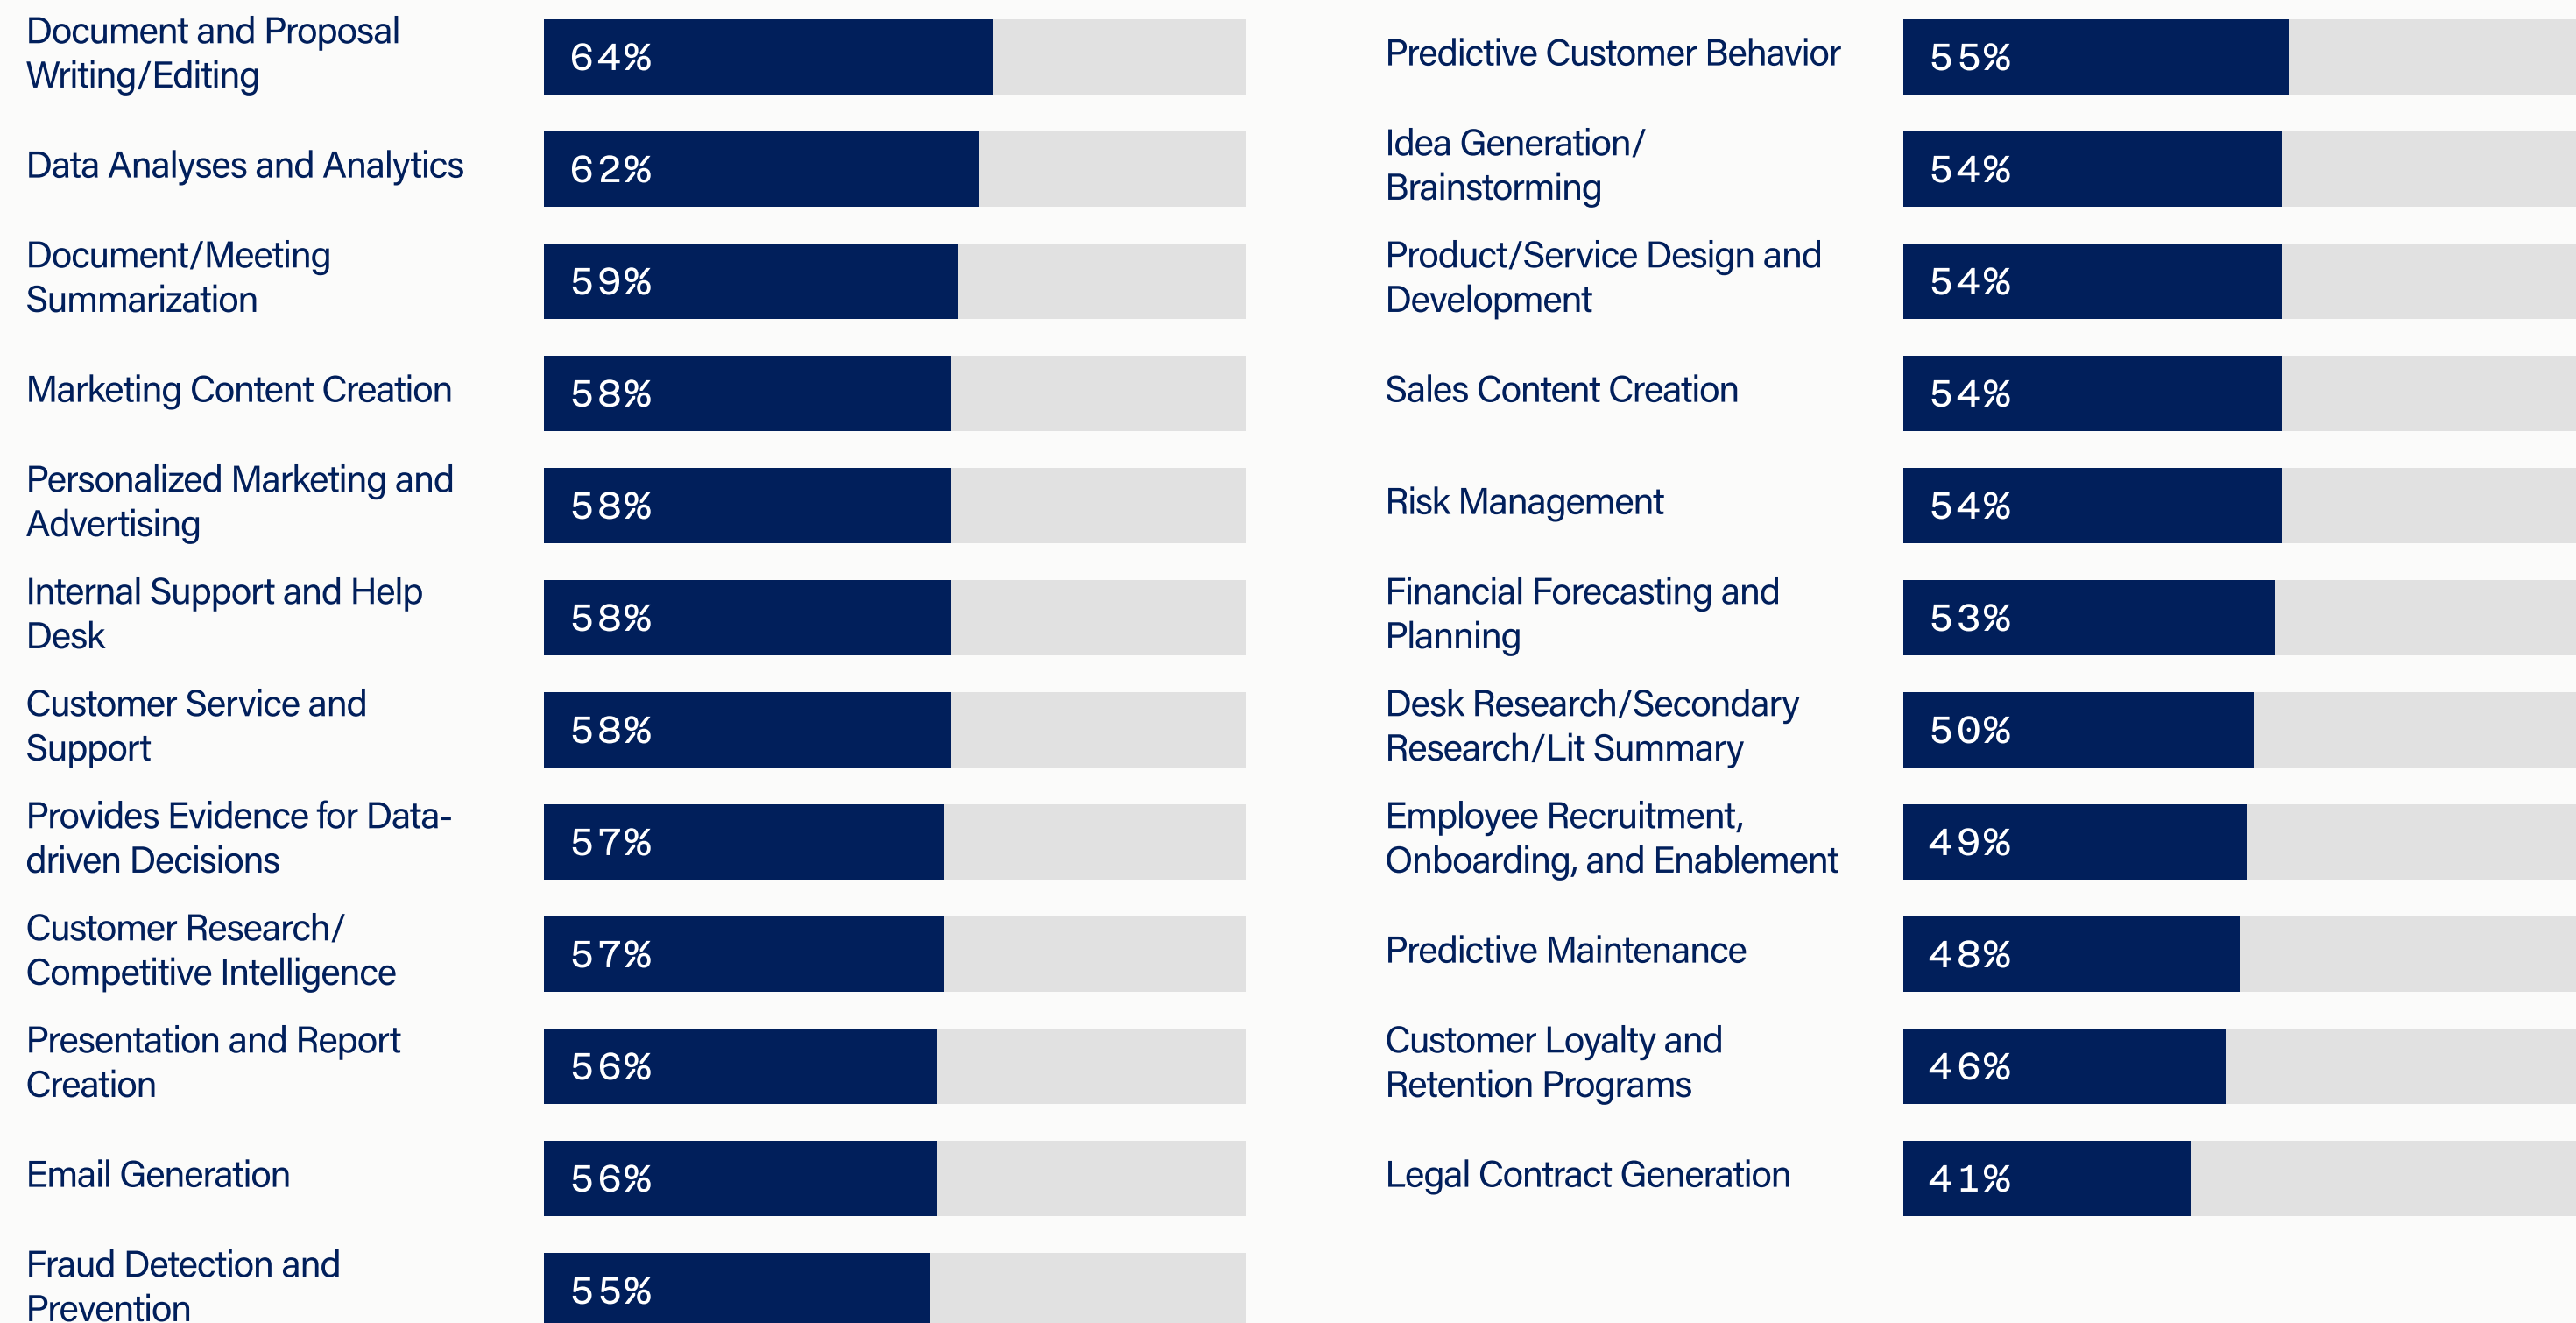 Document and Proposal
Writing/Editing
64%
Data Analyses and Analytics
62%
Document/Meeting
Summarization
59%
Marketing Content Creation
58%
Personalized Marketing and
Advertising
58%
Internal Support and Help
Desk
58%
Customer Service and
Support
58%
Provides Evidence for Data-
driven Decisions
57%
Customer Research/
Competitive Intelligence
57%
Presentation and Report
Creation
56%
Email Generation
56%
Fraud Detection and
Prevention
55%
Predictive Customer Behavior
55%
Idea Generation/
Brainstorming
54%
Product/Service Design and
Development
54%
Sales Content Creation
54%
Risk Management
54%
Financial Forecasting and
Planning
53%
Desk Research/Secondary
Research/Lit Summary
50%
Employee Recruitment,
Onboarding, and Enablement
49%
Predictive Maintenance
48%
Customer Loyalty and
Retention Programs
46%
Legal Contract Generation
41%